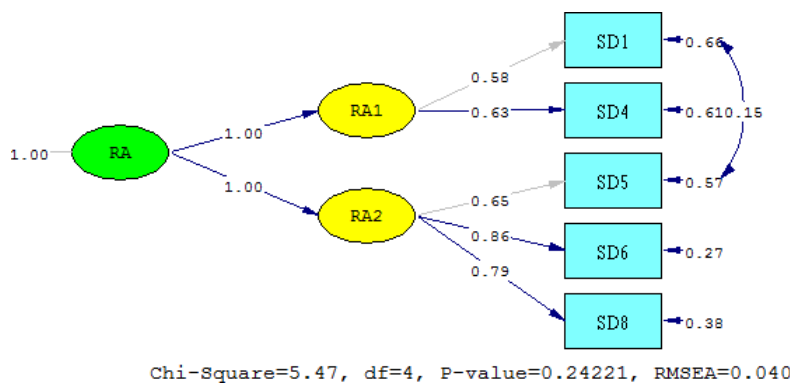 0.58
SD1
0.66
1.00
RA1
0.63
SD4
0.61
0.15
1.00
RA
1.00
RA2
0.65
SD5
0.57
0.86
SD6
0.27
0.79
SD8
0.38
Chi-Square=5.47, df=4, P-value=0.24221, RMSEA=0.040